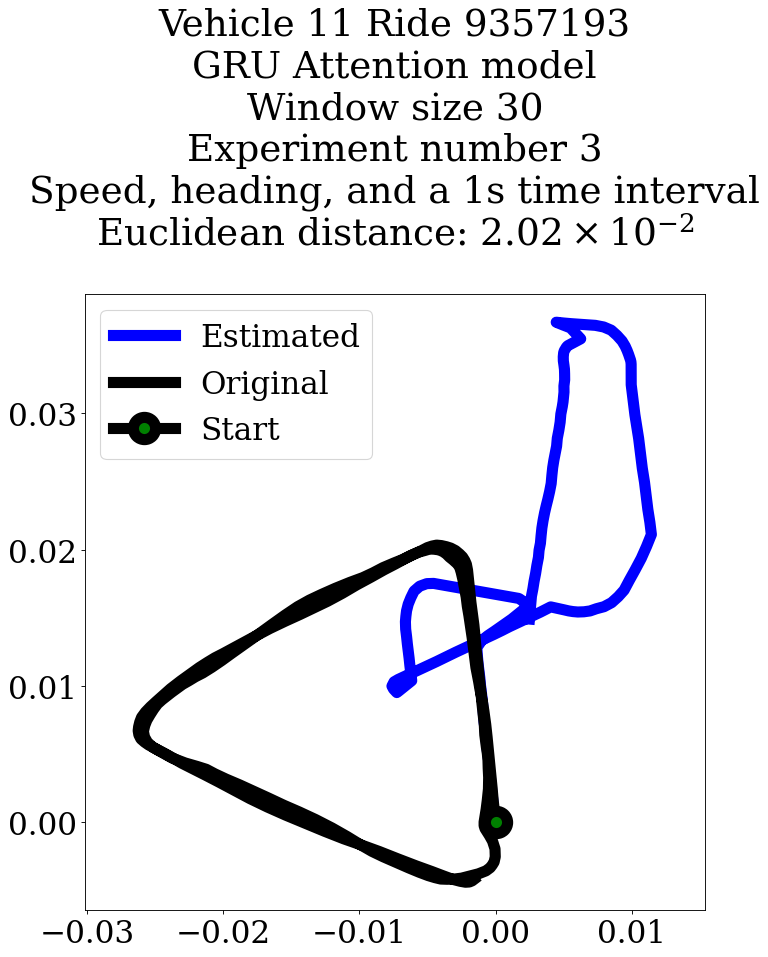 Vehicle 11 Ride 9357193
GRU Attention model
Window size 30
Experiment number 3
Speed, heading, and a 1s time interval
Euclidean distance: 2.02 × 10⁻²
Estimated
Original
Start
0.03
0.02
0.01
0.00
−0.03 −0.02 −0.01 0.00 0.01